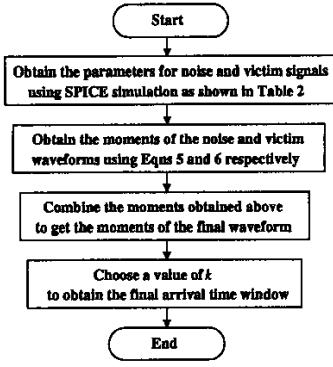 Start
Obtain the parameters for noise and victim signals
using SPICE simulation as shown in Table 2
Obtain the moments of the noise and victim
waveforms using Eqns 5 and 6 respectively
Combine the moments obtained above
to get the moments of the final waveform
Choose a value of k
to obtain the final arrival time window
End